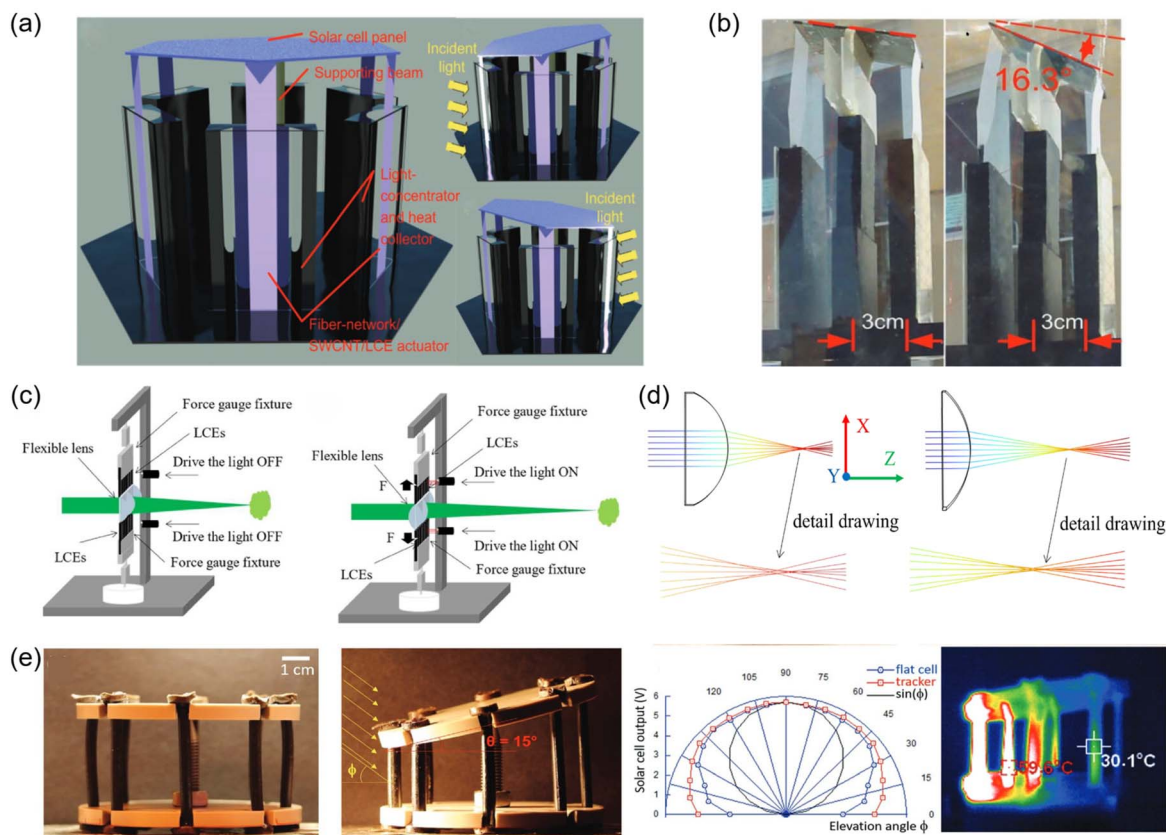 (a)
Solar cell panel
Supporting beam
Light-
concentrator
and heat
collector
Fiber-network/
SWCNT/LCE actuator
Incident
light
Incident
light
(b)
16.3°
3cm
3cm
(c)
Force gauge fixture
Flexible lens
LCEs
Drive the light OFF
Drive the light OFF
LCEs
Force gauge fixture
Force gauge fixture
LCEs
Flexible lens
F
Drive the light ON
F
Drive the light ON
LCEs
Force gauge fixture
(d)
X
Y
Z
detail drawing
detail drawing
(e)
1 cm
θ = 15°
ϕ
Solar cell output (V)
6
5
4
3
2
1
0
120
105
90
75
60
45
30
15
0
flat cell
tracker
sin(ϕ)
Elevation angle ϕ
59.6°C
30.1°C